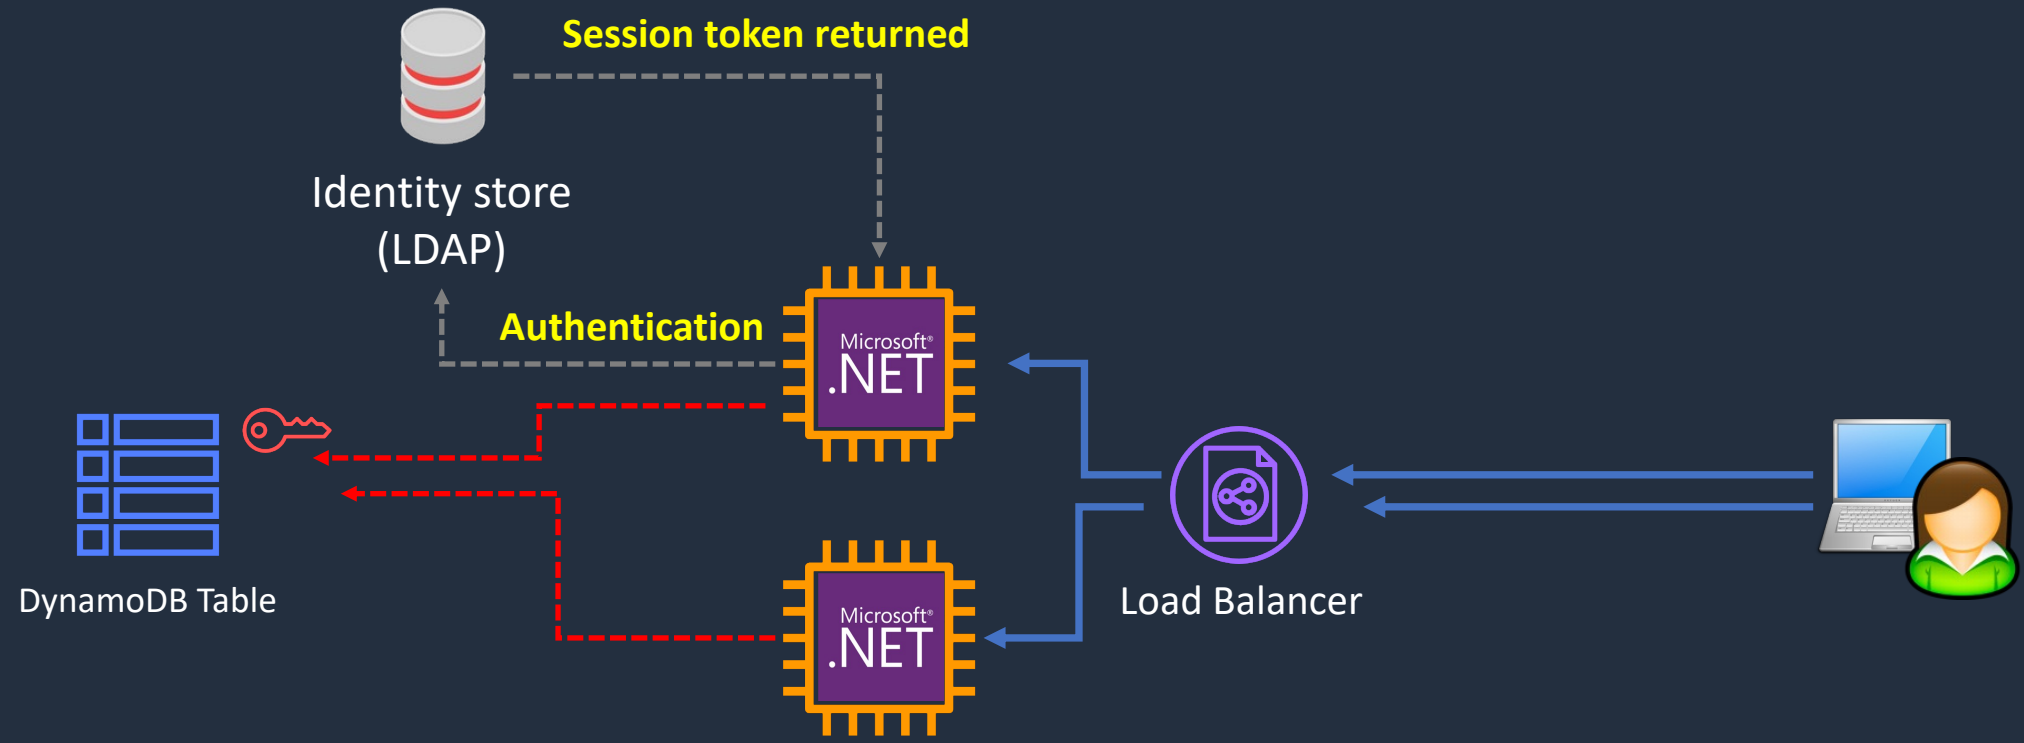 Session token returned
Identity store
(LDAP)
Authentication
Microsoft®
.NET
DynamoDB Table
Load Balancer
Microsoft®
.NET